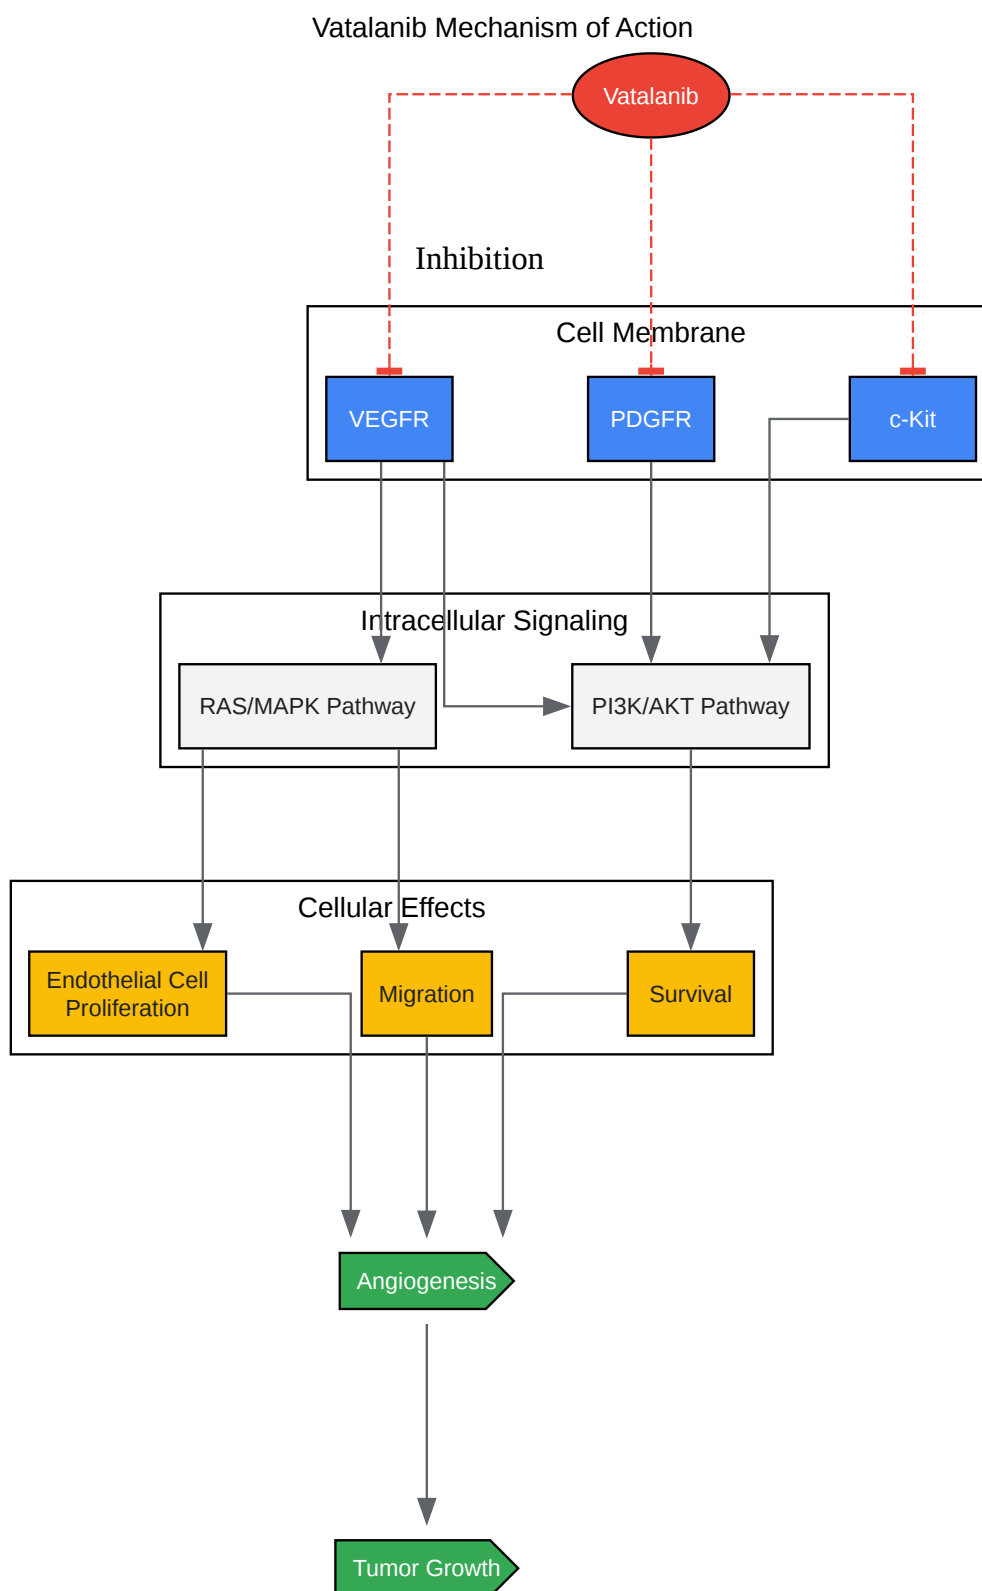 Vatalanib Mechanism of Action
Vatalanib
Inhibition
Cell Membrane
VEGFR
PDGFR
c-Kit
Intracellular Signaling
RAS/MAPK Pathway
PI3K/AKT Pathway
Cellular Effects
Endothelial Cell
Proliferation
Migration
Survival
Angiogenesis
Tumor Growth